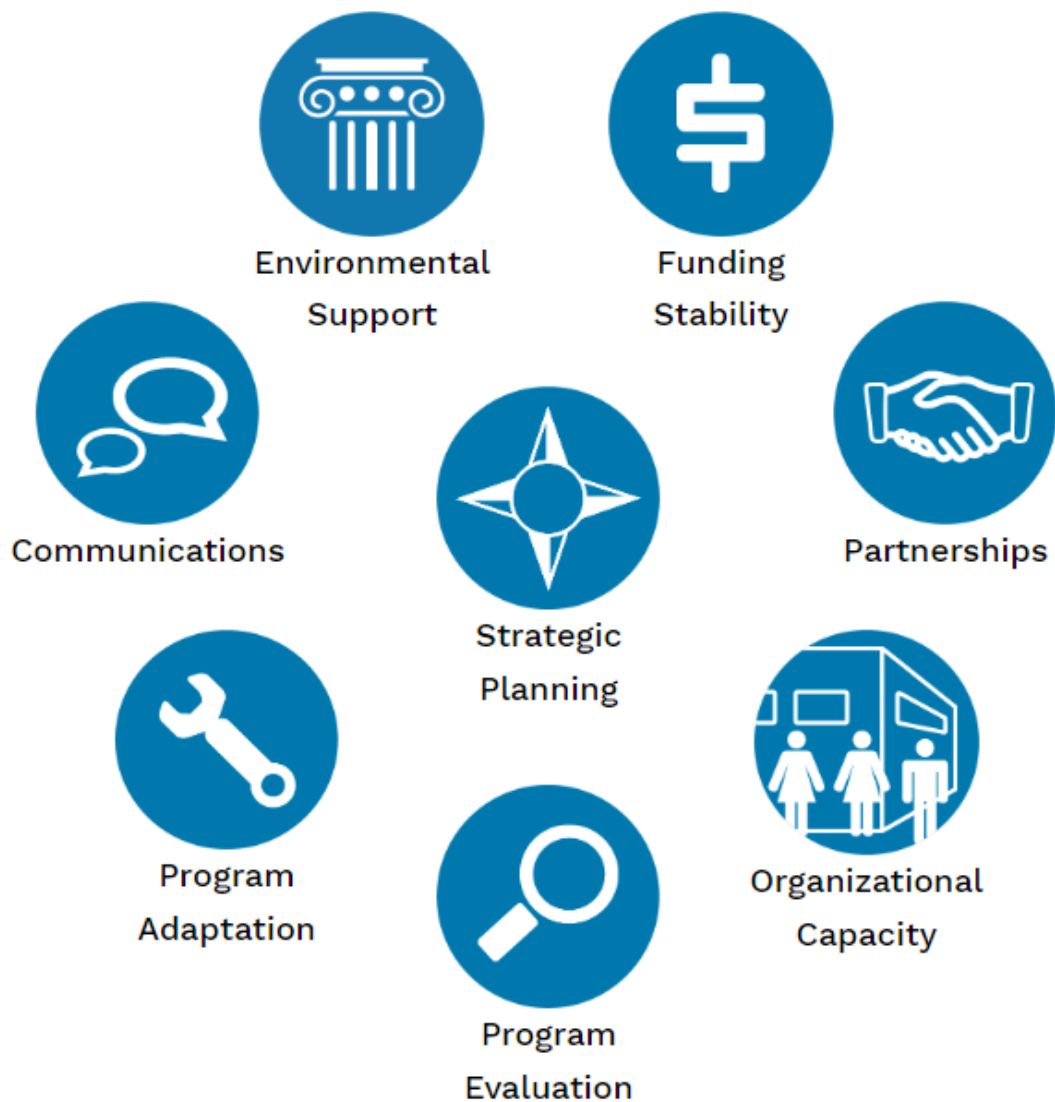 Environmental
Support
Funding
Stability
Communications
Partnerships
Strategic
Planning
Program
Adaptation
Organizational
Capacity
Program
Evaluation